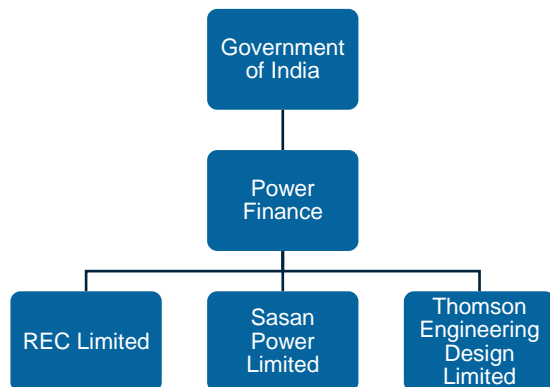 Government
of India
Power
Finance
REC Limited
Sasan
Power
Limited
Thomson
Engineering
Design
Limited